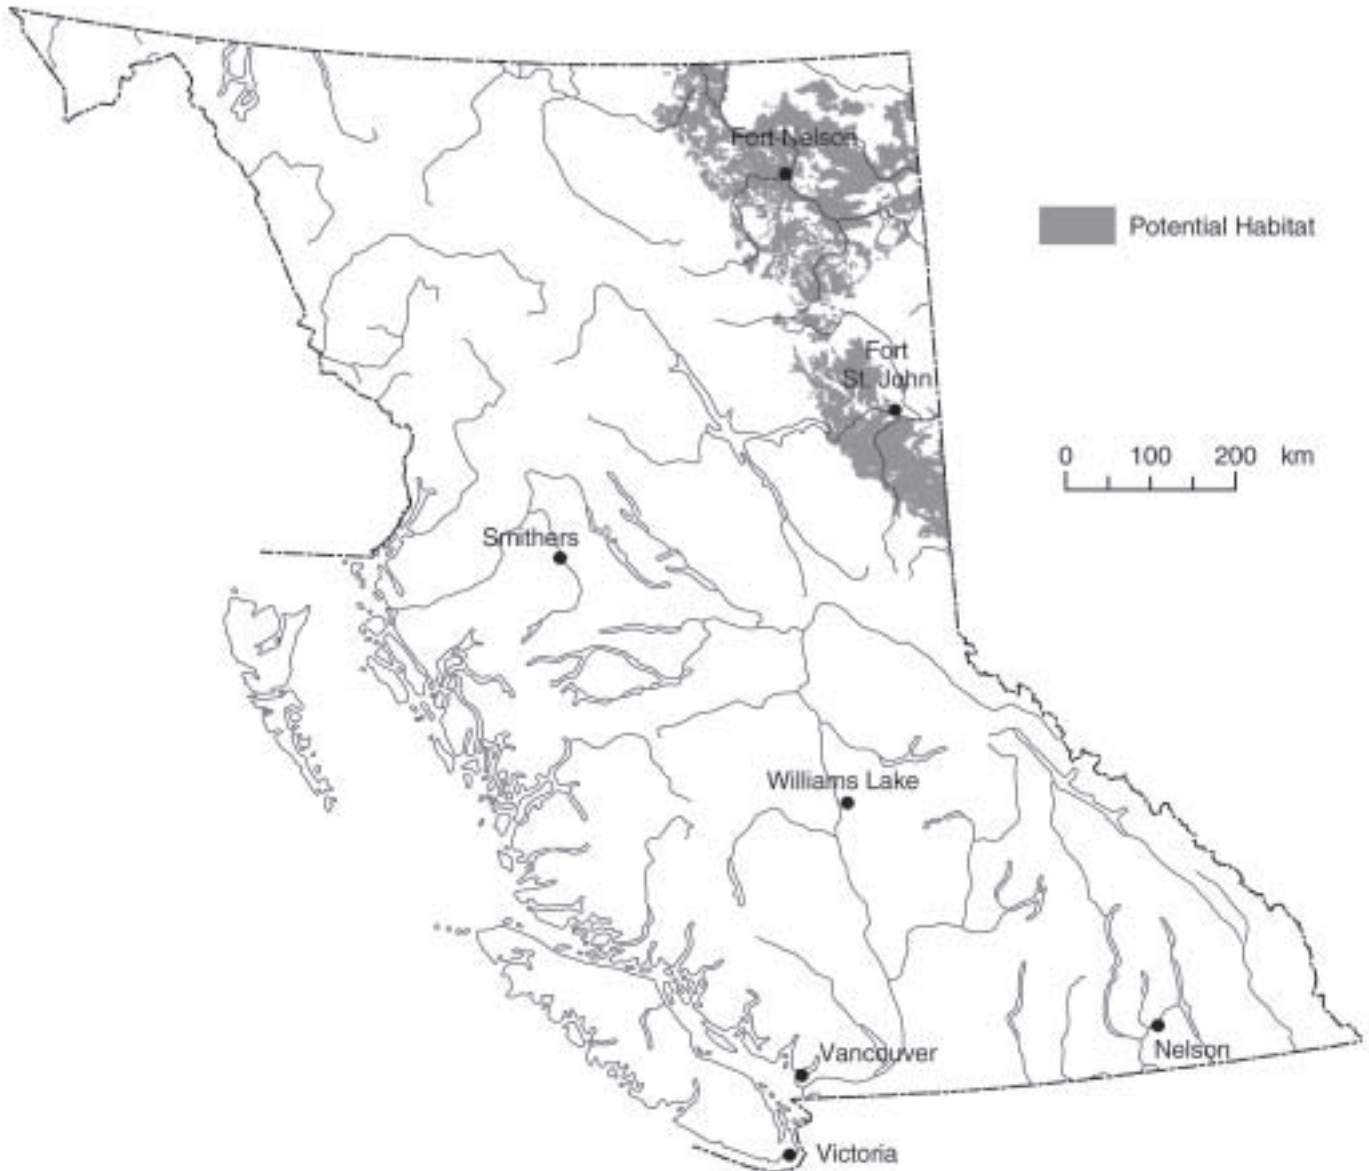 Fort Nelson
Potential Habitat
Fort
St. John
0 100 200 km
Smithers
Williams Lake
Vancouver
Nelson
Victoria